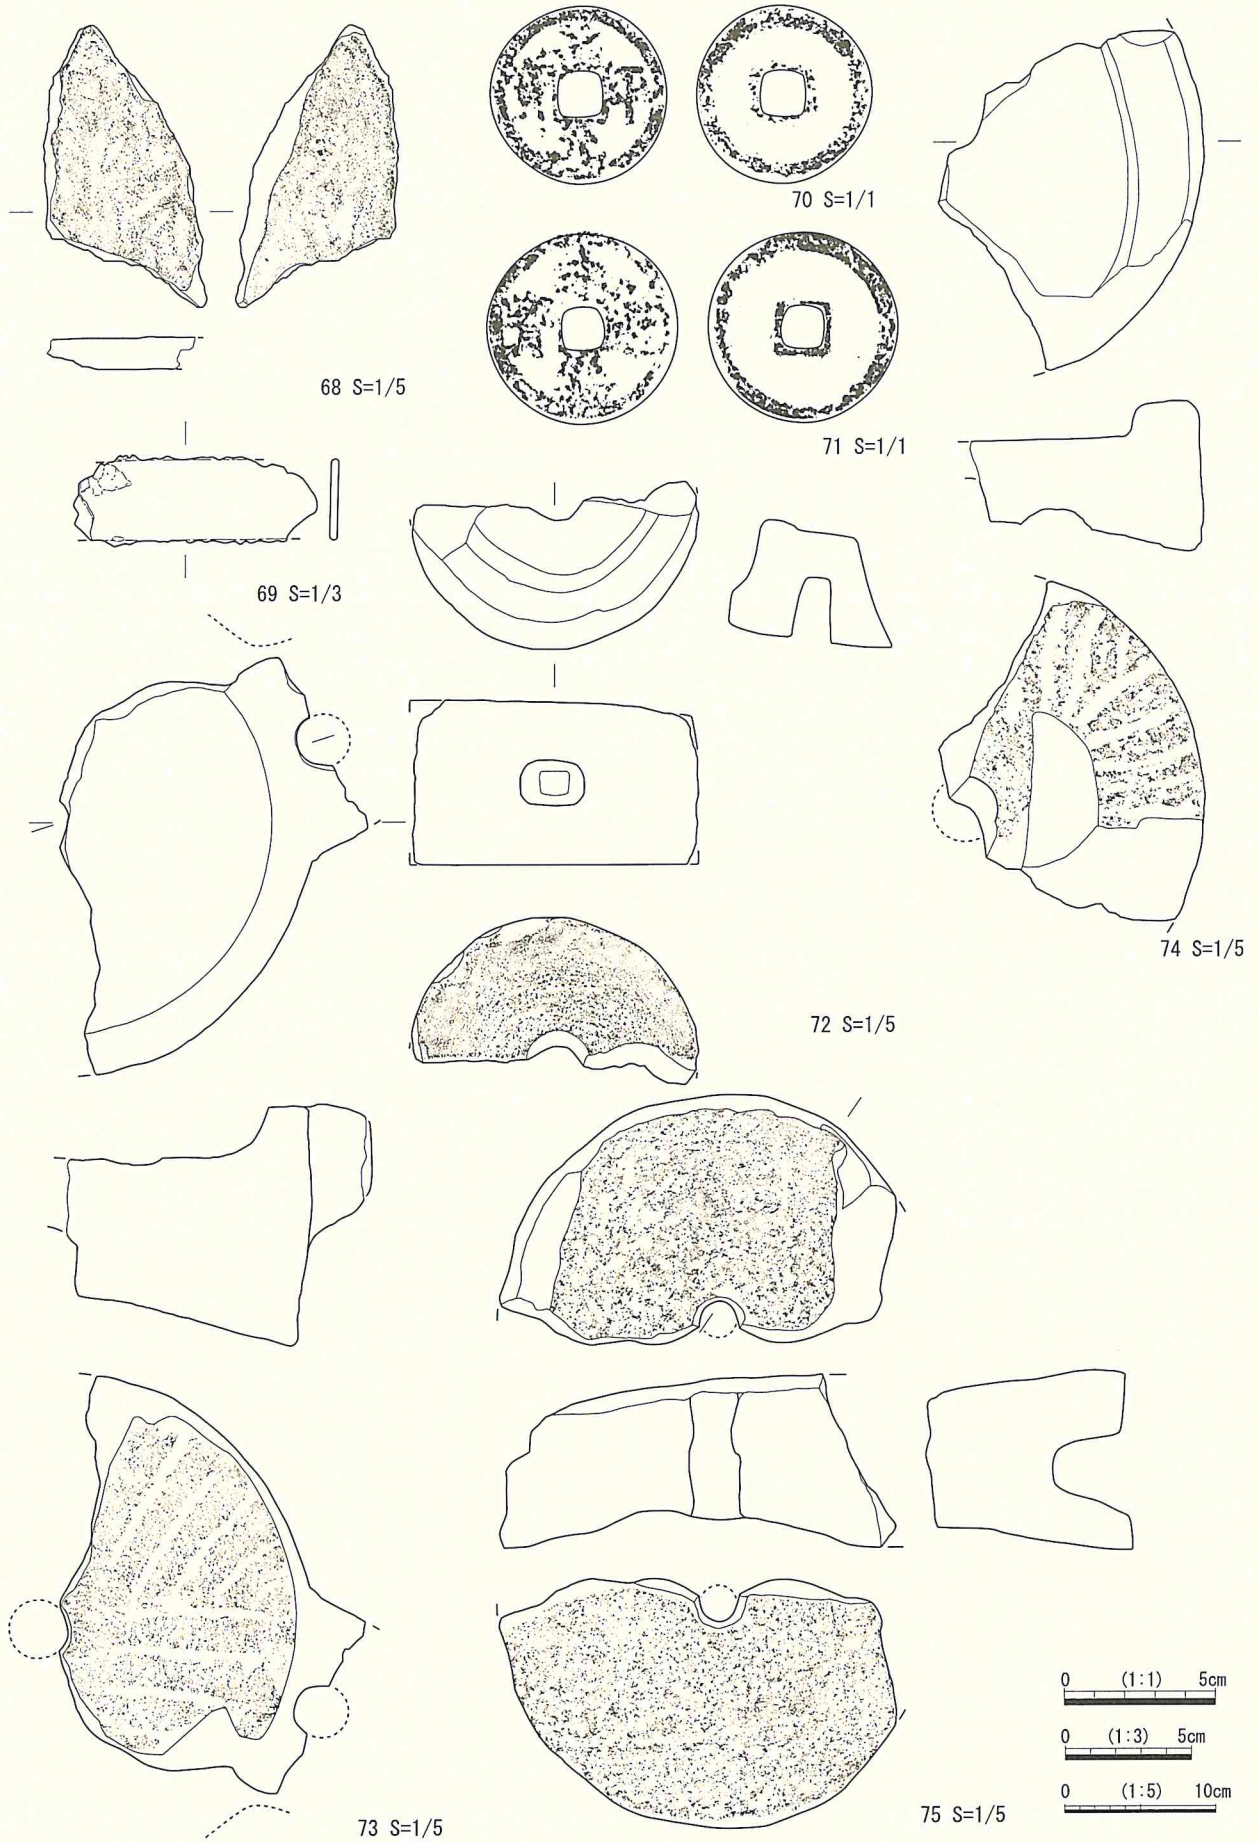 70 S=1/1
68 S=1/5
71 S=1/1
69 S=1/3
74 S=1/5
72 S=1/5
0 (1:1) 5cm
0 (1:3) 5cm
0 (1:5) 10cm
73 S=1/5
75 S=1/5